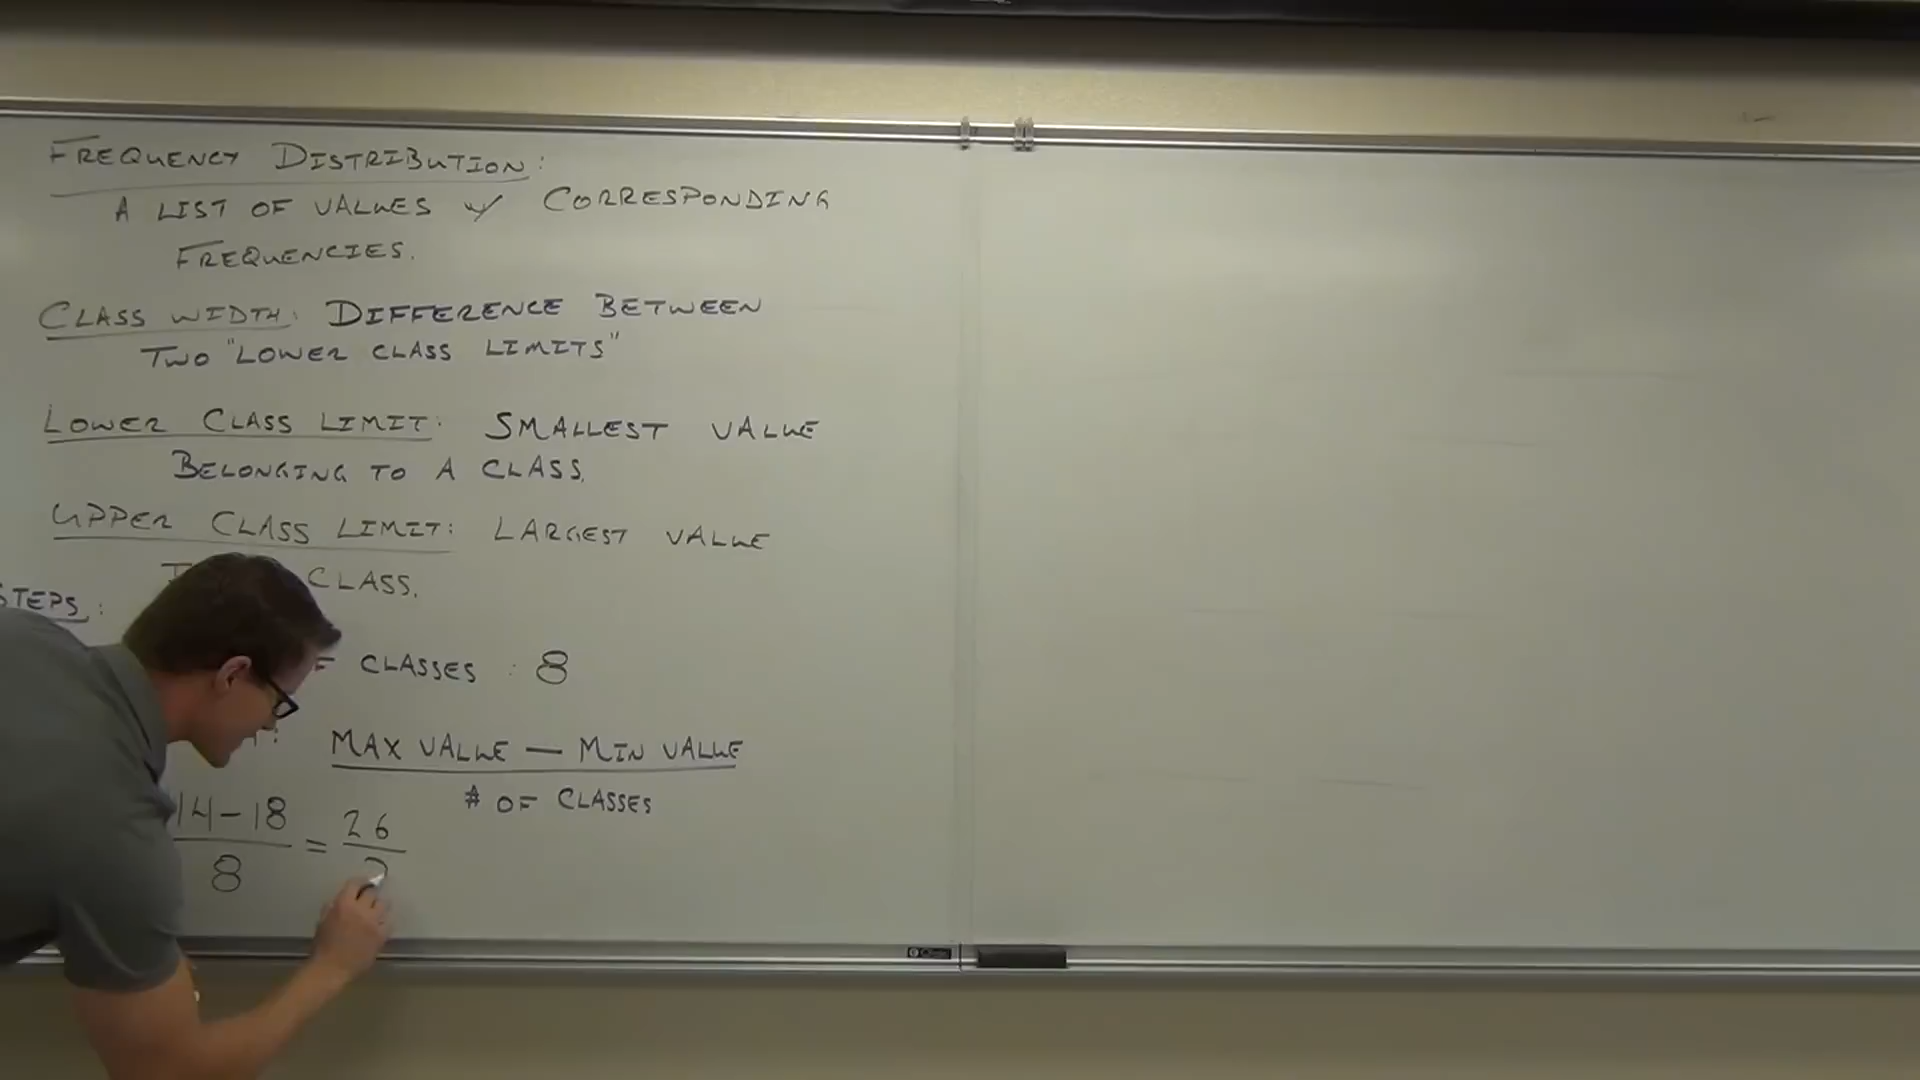 FREQUENCY DISTRIBUTION:
A LIST OF VALUES w/ CORRESPONDING
FREQUENCIES.
CLASS WIDTH: DIFFERENCE BETWEEN
TWO "LOWER CLASS LIMITS"
LOWER CLASS LIMIT: SMALLEST VALUE
BELONGING TO A CLASS.
UPPER CLASS LIMIT: LARGEST VALUE
CLASS.
STEPS:
CLASSES: 8
MAX VALUE — MIN VALUE
# OF CLASSES
14-18
8
=
26